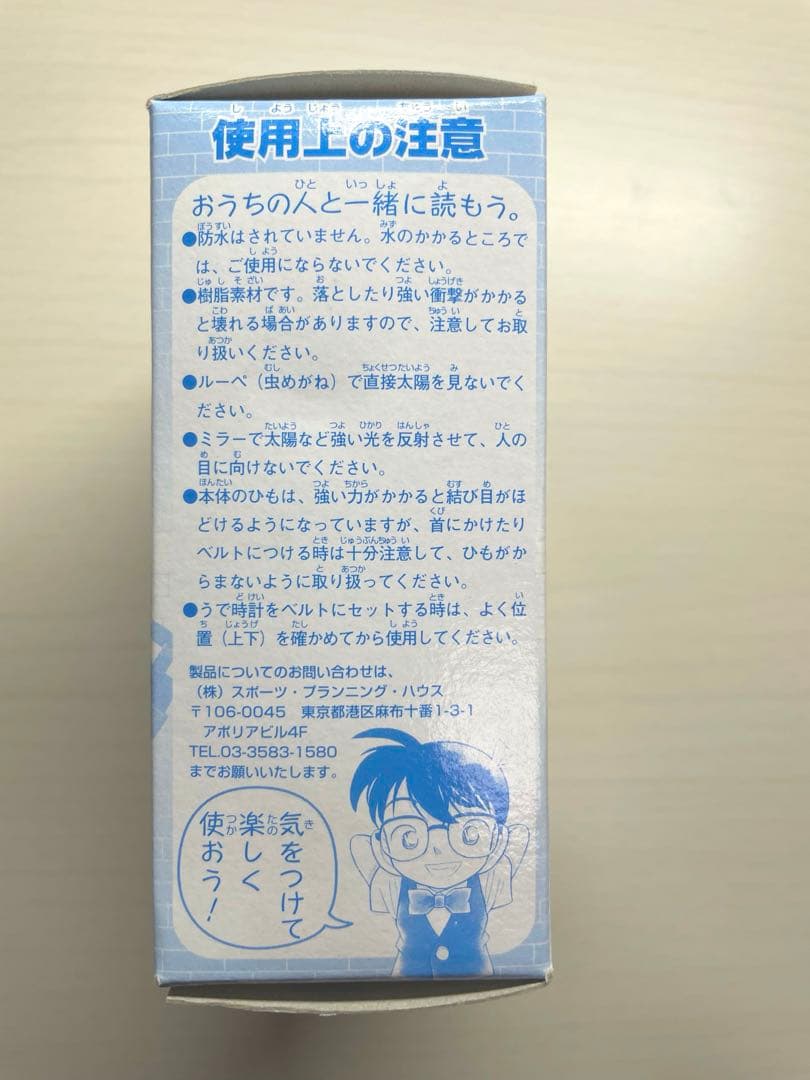 使用上の注意
おうちの人と一緒に読もう。
●防水はされていません。水のかかるところで
は、ご使用にならないでください。
●樹脂素材です。落としたり強い衝撃がかかる
と壊れる場合がありますので、注意してお取
り扱いください。
●ルーペ（虫めがね）で直接太陽を見ないでく
ださい。
●ミラーで太陽など強い光を反射させて、人の
目に向けないでください。
●本体のひもは、強い力がかかると結び目がほ
どけるようになっていますが、首にかけたり
ベルトにつける時は十分注意して、ひもがか
らまないように取り扱ってください。
●うで時計をベルトにセットする時は、よく位
置（上下）を確かめてから使用してください。
製品についてのお問い合わせは、
（株）スポーツ・プランニング・ハウス
〒106-0045　東京都港区麻布十番1-3-1
アポリアビル4F
TEL.03-3583-1580
までお願いいたします。
気をつけて
楽しく
使おう！